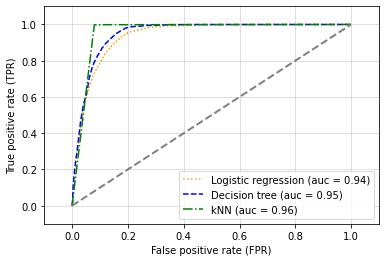 True positive rate (TPR)
1.0
0.8
0.6
0.4
0.2
0.0
Logistic regression (auc = 0.94)
Decision tree (auc = 0.95)
kNN (auc = 0.96)
0.0 0.2 0.4 0.6 0.8 1.0
False positive rate (FPR)